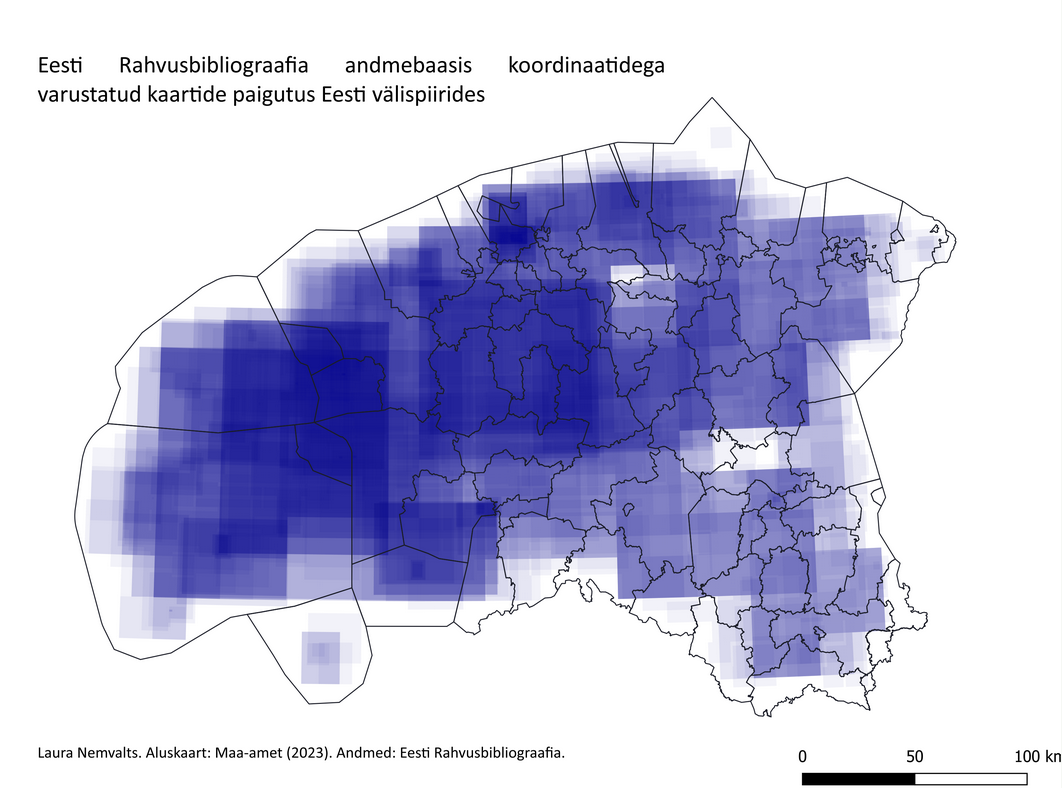 Eesti Rahvusbibliograafia andmebaasis koordinaatidega
varustatud kaartide paigutus Eesti välispiirides
Laura Nemvalts. Aluskaart: Maa-amet (2023). Andmed: Eesti Rahvusbibliograafia.
0 50 100 kn